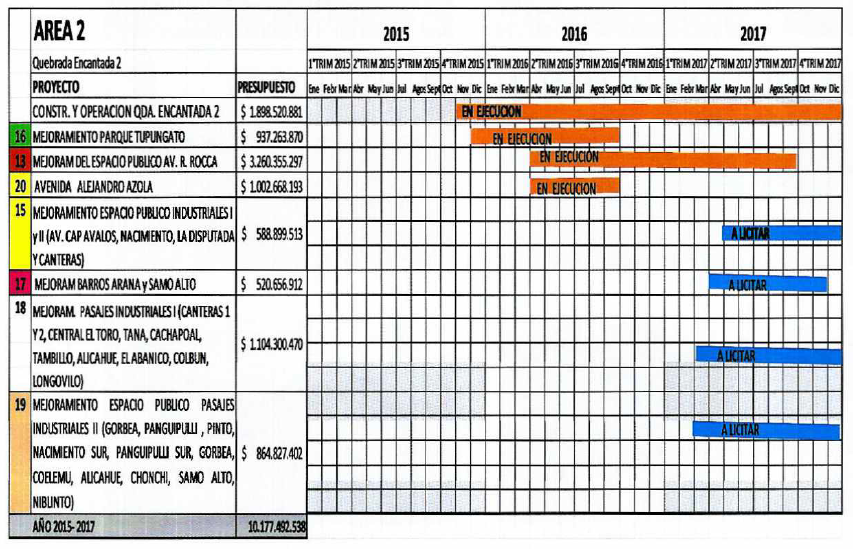 AREA 2
2015 2016 2017
Quebrada Encantada 2
1°TRIM 2015 2°TRIM 2015 3°TRIM 2015 4°TRIM 2015 1°TRIM 2016 2°TRIM 2016 3°TRIM 2016 4°TRIM 2016 1°TRIM 2017 2°TRIM 2017 3°TRIM 2017 4°TRIM 2017
PROYECTO PRESUPUESTO Ene Febr Mar Abr May Jun Jul Agos Sept Oct Nov Dic Ene Febr Mar Abr May Jun Jul Agos Sept Oct Nov Dic Ene Febr Mar Abr May Jun Jul Agos Sept Oct Nov Dic
CONSTR. Y OPERACION QDA. ENCANTADA 2 $ 1.898.520.881 EN EJECUCION
16 MEJORAMIENTO PARQUE TUPUNGATO $ 937.263.870 EN EJECUCION
13 MEJORAM DEL ESPACIO PUBLICO AV. R. ROCCA $ 3.260.355.297 EN EJECUCIÓN
20 AVENIDA ALEJANDRO AZOLA $ 1.002.668.193 EN EJECUCION
15 MEJORAMIENTO ESPACIO PUBLICO INDUSTRIALES I
y II (AV. CAP AVALOS, NACIMIENTO, LA DISPUTADA $ 588.899.513 A LICITAR
Y CANTERAS)
17 MEJORAM BARROS ARANA y SAMO ALTO $ 520.656.912 A LICITAR
18 MEJORAM. PASAJES INDUSTRIALES I (CANTERAS 1
Y 2, CENTRAL EL TORO, TANA, CACHAPOAL, $ 1.104.300.470
TAMBILLO, ALICAHUE, EL ABANICO, COLBUN, A LICITAR
LONGOVILO)
19 MEJORAMIENTO ESPACIO PUBLICO PASAJES
INDUSTRIALES II (GORBEA, PANGUIPULLI , PINTO, A LICITAR
NACIMIENTO SUR, PANGUIPULLI SUR, GORBEA, $ 864.827.402
COELEMU, ALICAHUE, CHONCHI, SAMO ALTO,
NIBLINTO)
AÑO 2015- 2017 10.177.492.538